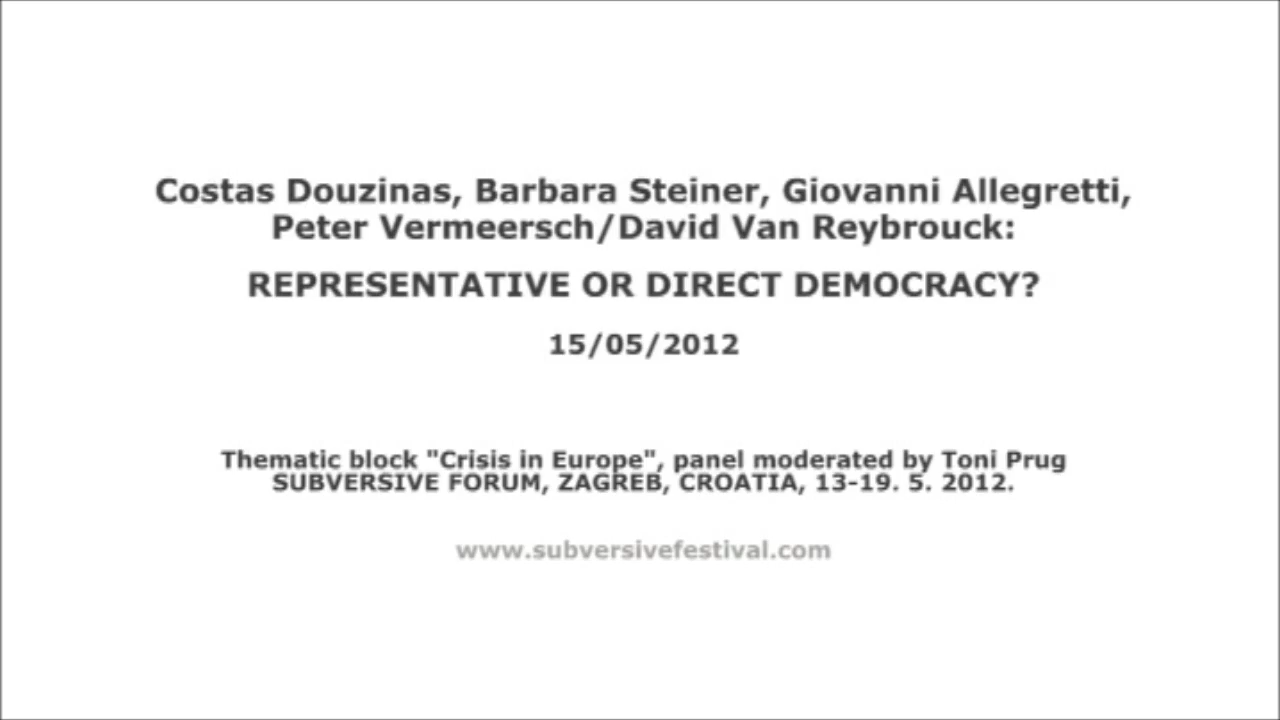 Costas Douzinas, Barbara Steiner, Giovanni Allegretti,
Peter Vermeersch/David Van Reybrouck:
REPRESENTATIVE OR DIRECT DEMOCRACY?
15/05/2012
Thematic block "Crisis in Europe", panel moderated by Toni Prug
SUBVERSIVE FORUM, ZAGREB, CROATIA, 13-19. 5. 2012.
www.subversivefestival.com